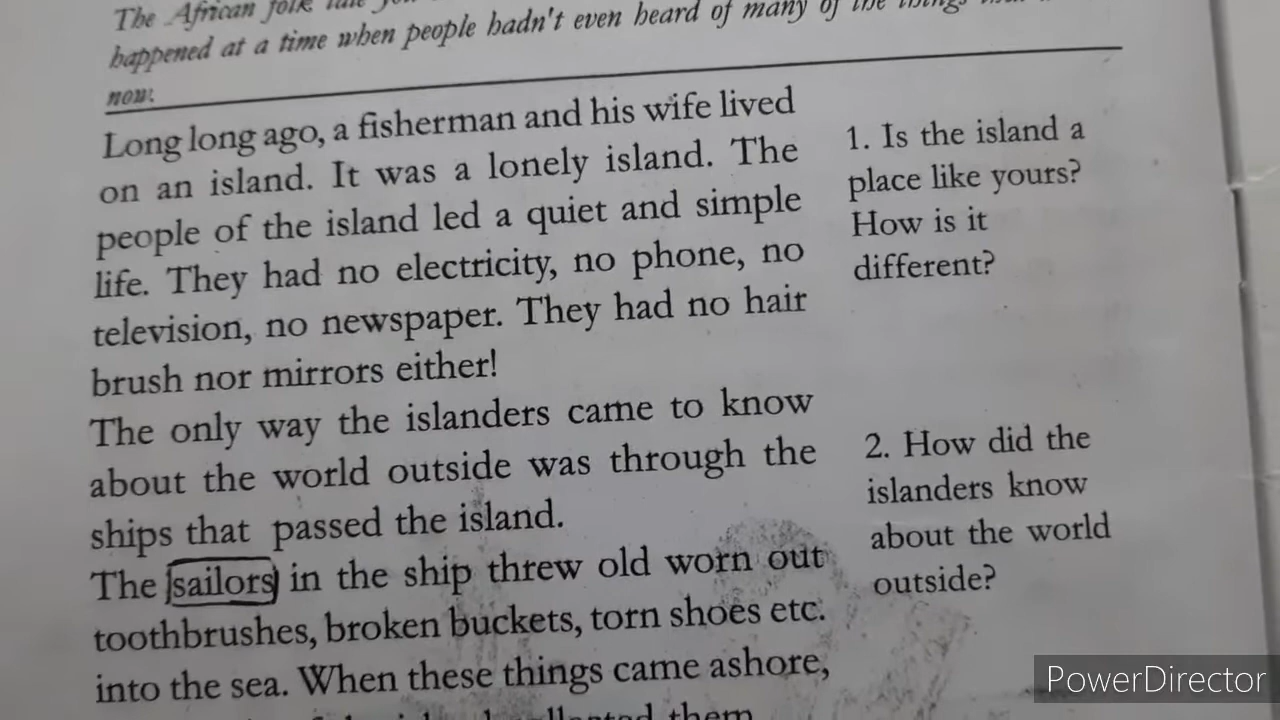 The African folk
happened at a time when people hadn't even heard of many of the things
now.
Long long ago, a fisherman and his wife lived
on an island. It was a lonely island. The
people of the island led a quiet and simple
life. They had no electricity, no phone, no
television, no newspaper. They had no hair
brush nor mirrors either!
The only way the islanders came to know
about the world outside was through the
ships that passed the island.
The sailors in the ship threw old worn out
toothbrushes, broken buckets, torn shoes etc.
into the sea. When these things came ashore,
them
1. Is the island a
place like yours?
How is it
different?
2. How did the
islanders know
about the world
outside?
PowerDirector